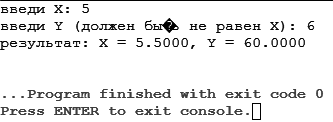 введи X: 5
введи Y (должен бы� не равен X): 6
результат: X = 5.5000, Y = 60.0000
...Program finished with exit code 0
Press ENTER to exit console.